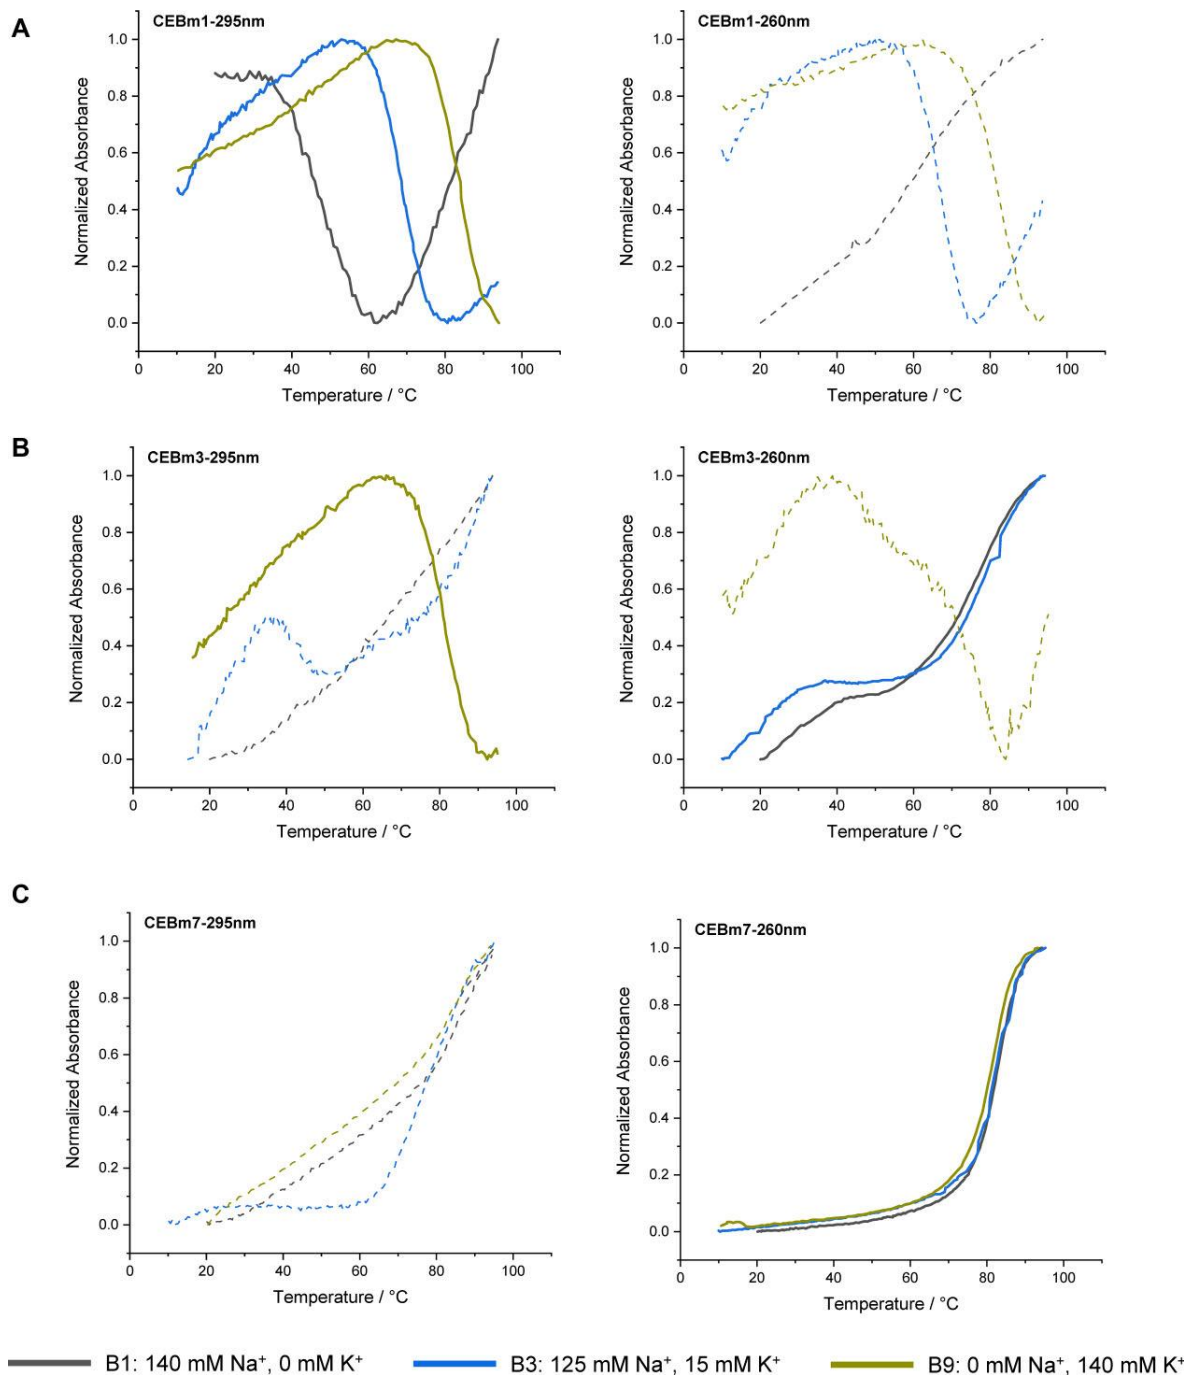 A
CEBm1-295nm
1.0
0.8
0.6
0.4
0.2
0.0
Normalized Absorbance
0 20 40 60 80 100
Temperature / °C
CEBm1-260nm
1.0
0.8
0.6
0.4
0.2
0.0
Normalized Absorbance
0 20 40 60 80 100
Temperature / °C
B
CEBm3-295nm
1.0
0.8
0.6
0.4
0.2
0.0
Normalized Absorbance
0 20 40 60 80 100
Temperature / °C
CEBm3-260nm
1.0
0.8
0.6
0.4
0.2
0.0
Normalized Absorbance
0 20 40 60 80 100
Temperature / °C
C
CEBm7-295nm
1.0
0.8
0.6
0.4
0.2
0.0
Normalized Absorbance
0 20 40 60 80 100
Temperature / °C
CEBm7-260nm
1.0
0.8
0.6
0.4
0.2
0.0
Normalized Absorbance
0 20 40 60 80 100
Temperature / °C
B1: 140 mM Na⁺, 0 mM K⁺
B3: 125 mM Na⁺, 15 mM K⁺
B9: 0 mM Na⁺, 140 mM K⁺